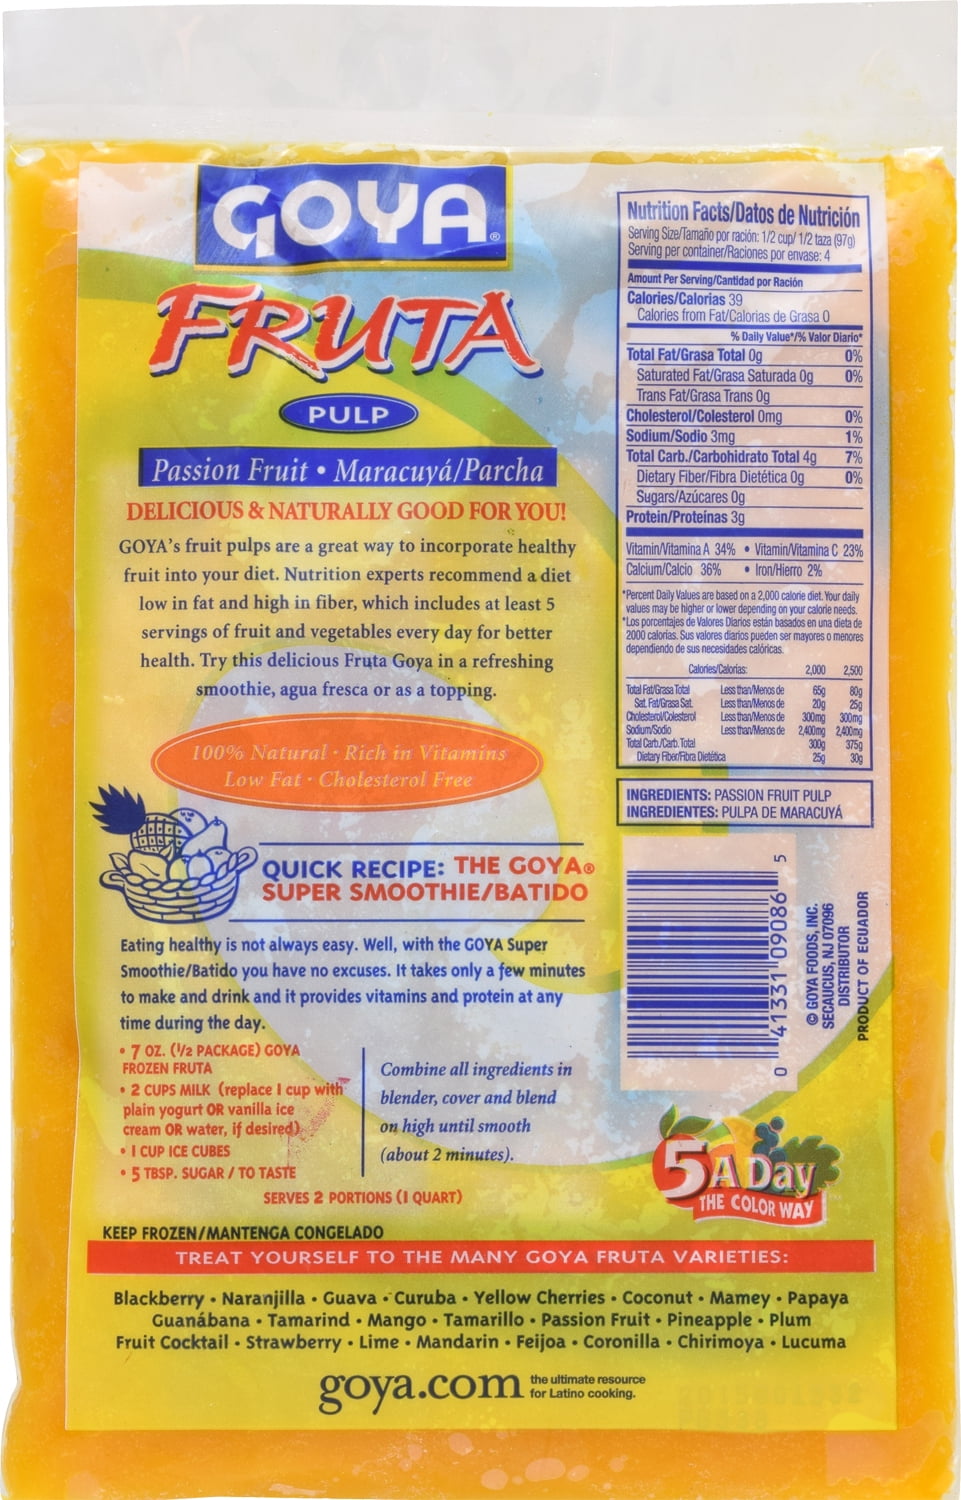 GOYA®
FRUTA
PULP
Passion Fruit • Maracuyá/Parcha
DELICIOUS & NATURALLY GOOD FOR YOU!
GOYA's fruit pulps are a great way to incorporate healthy
fruit into your diet. Nutrition experts recommend a diet
low in fat and high in fiber, which includes at least 5
servings of fruit and vegetables every day for better
health. Try this delicious Fruta Goya in a refreshing
smoothie, agua fresca or as a topping.
100% Natural · Rich in Vitamins
Low Fat · Cholesterol Free
QUICK RECIPE: THE GOYA®
SUPER SMOOTHIE/BATIDO
Eating healthy is not always easy. Well, with the GOYA Super
Smoothie/Batido you have no excuses. It takes only a few minutes
to make and drink and it provides vitamins and protein at any
time during the day.
• 7 OZ. (1/2 PACKAGE) GOYA
FROZEN FRUTA
• 2 CUPS MILK (replace 1 cup with
plain yogurt OR vanilla ice
cream OR water, if desired)
• 1 CUP ICE CUBES
• 5 TBSP. SUGAR / TO TASTE
Combine all ingredients in
blender, cover and blend
on high until smooth
(about 2 minutes).
SERVES 2 PORTIONS (1 QUART)
KEEP FROZEN/MANTENGA CONGELADO
Nutrition Facts/Datos de Nutrición
Serving Size/Tamaño por ración: 1/2 cup/ 1/2 taza (97g)
Serving per container/Raciones por envase: 4
Amount Per Serving/Cantidad por Ración
Calories/Calorias 39
Calories from Fat/Calorias de Grasa 0
% Daily Value*/% Valor Diario*
Total Fat/Grasa Total 0g 0%
Saturated Fat/Grasa Saturada 0g 0%
Trans Fat/Grasa Trans 0g
Cholesterol/Colesterol 0mg 0%
Sodium/Sodio 3mg 1%
Total Carb./Carbohidrato Total 4g 7%
Dietary Fiber/Fibra Dietética 0g 0%
Sugars/Azúcares 0g
Protein/Proteínas 3g
Vitamin/Vitamina A 34% • Vitamin/Vitamina C 23%
Calcium/Calcio 36% • Iron/Hierro 2%
*Percent Daily Values are based on a 2,000 calorie diet. Your daily
values may be higher or lower depending on your calorie needs.
*Los porcentajes de Valores Diarios están basados en una dieta de
2000 calorías. Sus valores diarios pueden ser mayores o menores
dependiendo de sus necesidades calóricas.
Calories/Calorias: 2,000 2,500
Total Fat/Grasa Total Less than/Menos de 65g 80g
Sat. Fat/Grasa Sat. Less than/Menos de 20g 25g
Cholesterol/Colesterol Less than/Menos de 300mg 300mg
Sodium/Sodio Less than/Menos de 2,400mg 2,400mg
Total Carb./Carb. Total 300g 375g
Dietary Fiber/Fibra Dietética 25g 30g
INGREDIENTS: PASSION FRUIT PULP
INGREDIENTES: PULPA DE MARACUYÁ
0 41331 09086 5
© GOYA FOODS, INC.
SECAUCUS, NJ 07096
DISTRIBUTOR
PRODUCT OF ECUADOR
5 A Day
THE COLOR WAY
TREAT YOURSELF TO THE MANY GOYA FRUTA VARIETIES:
Blackberry • Naranjilla • Guava • Curuba • Yellow Cherries • Coconut • Mamey • Papaya
Guanábana • Tamarind • Mango • Tamarillo • Passion Fruit • Pineapple • Plum
Fruit Cocktail • Strawberry • Lime • Mandarin • Feijoa • Coronilla • Chirimoya • Lucuma
goya.com the ultimate resource
for Latino cooking.